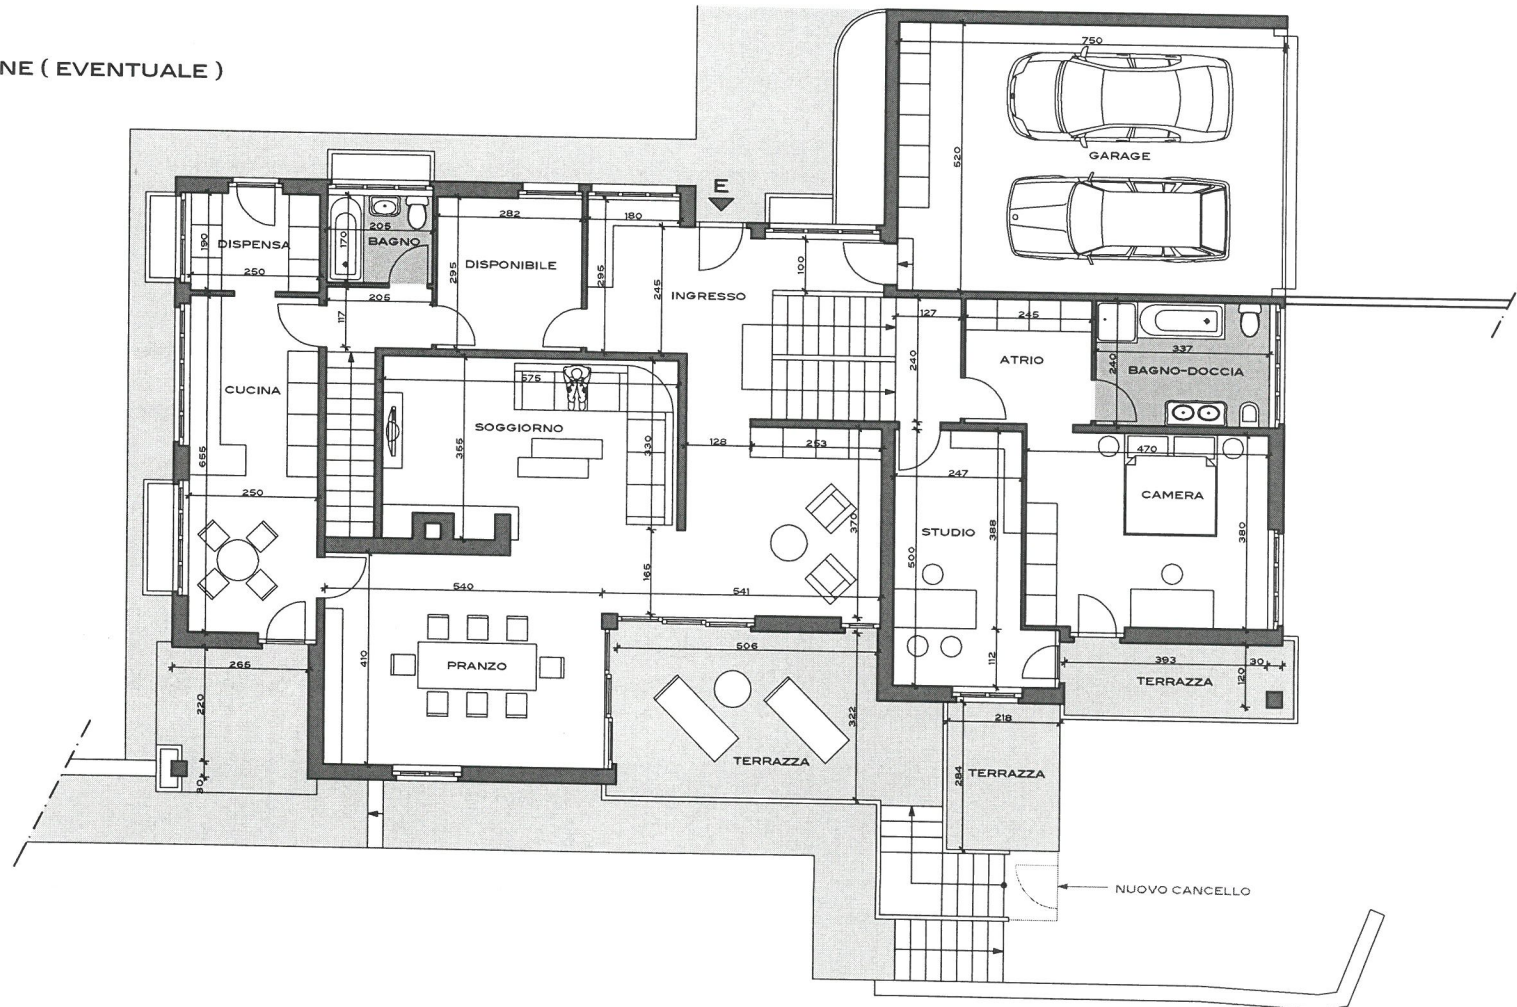 NE ( EVENTUALE )
750
520
GARAGE
E
282
180
205
170
BAGNO
190
DISPENSA
250
DISPONIBILE
295
295
245
INGRESSO
100
205
117
127
245
240
ATRIO
337
240
BAGNO-DOCCIA
CUCINA
575
SOGGIORNO
355
330
128
253
655
250
247
470
CAMERA
370
STUDIO
388
380
500
165
540
541
506
PRANZO
410
265
220
30
322
TERRAZZA
112
393
30
120
TERRAZZA
218
284
TERRAZZA
NUOVO CANCELLO